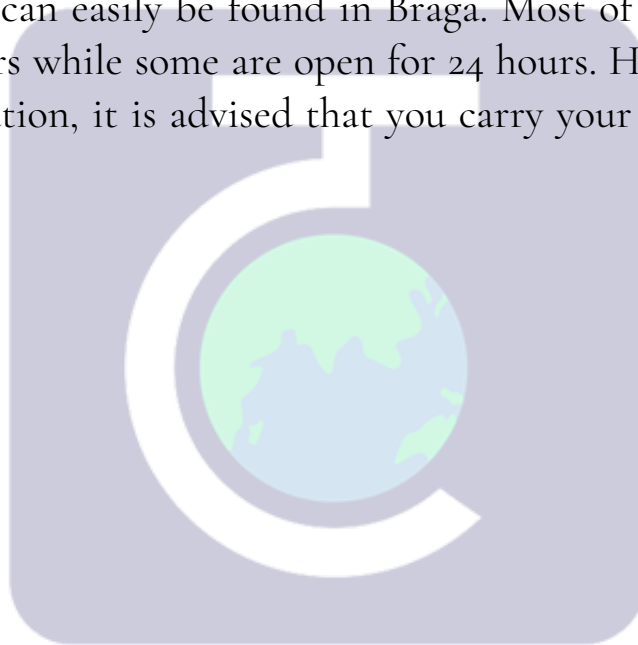 can easily be found in Braga. Most of
rs while some are open for 24 hours. H
tion, it is advised that you carry your